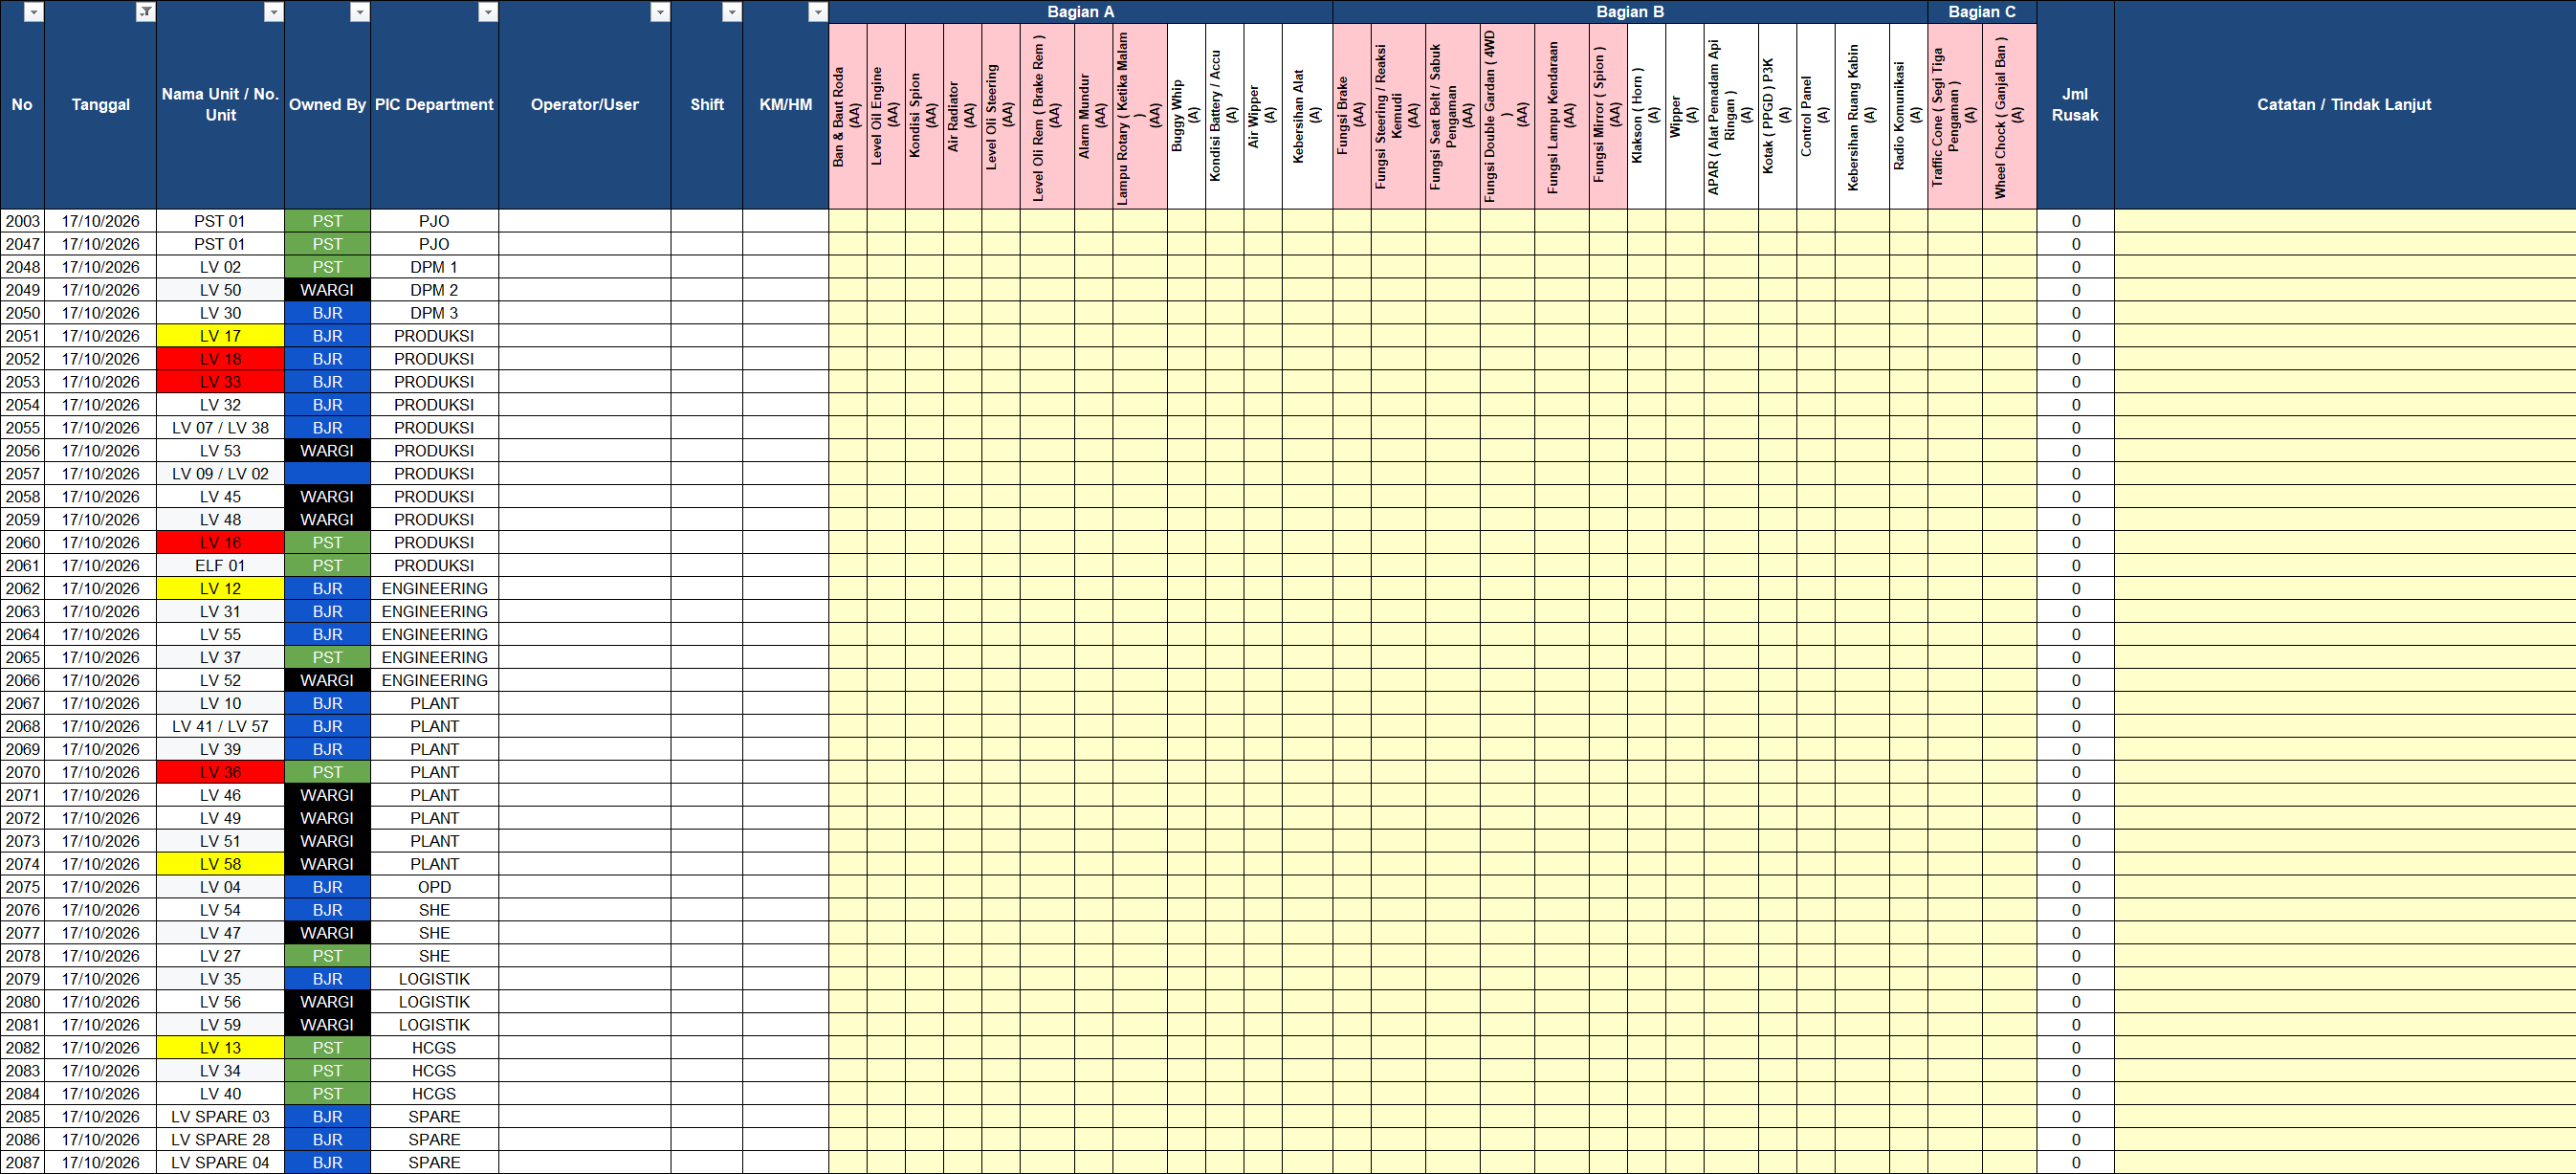 Bagian A Bagian B Bagian C
No Tanggal Nama Unit / No. Unit Owned By PIC Department Operator/User Shift KM/HM Ban & Baut Roda (AA) Level Oil Engine (AA) Kondisi Spion (AA) Air Radiator (AA) Level Oli Steering (AA) Level Oli Rem ( Brake Rem ) (AA) Alarm Mundur (AA) Lampu Rotary ( Ketika Malam ) (AA) Buggy Whip (A) Kondisi Battery / Accu (A) Air Wipper (A) Kebersihan Alat (A) Fungsi Brake (AA) Fungsi Steering / Reaksi Kemudi (AA) Fungsi Seat Belt / Sabuk Pengaman (AA) Fungsi Double Gardan ( 4WD ) (AA) Fungsi Lampu Kendaraan (AA) Fungsi Mirror ( Spion ) (AA) Klakson ( Horn ) (A) Wipper (A) APAR ( Alat Pemadam Api Ringan ) (A) Kotak ( PPGD ) P3K (A) Control Panel (A) Kebersihan Ruang Kabin (A) Radio Komunikasi (A) Traffic Cone ( Segi Tiga Pengaman ) (A) Wheel Chock ( Ganjal Ban ) (A) Jml Rusak Catatan / Tindak Lanjut
2003 17/10/2026 PST 01 PST PJO 0
2047 17/10/2026 PST 01 PST PJO 0
2048 17/10/2026 LV 02 PST DPM 1 0
2049 17/10/2026 LV 50 WARGI DPM 2 0
2050 17/10/2026 LV 30 BJR DPM 3 0
2051 17/10/2026 LV 17 BJR PRODUKSI 0
2052 17/10/2026 LV 18 BJR PRODUKSI 0
2053 17/10/2026 LV 33 BJR PRODUKSI 0
2054 17/10/2026 LV 32 BJR PRODUKSI 0
2055 17/10/2026 LV 07 / LV 38 BJR PRODUKSI 0
2056 17/10/2026 LV 53 WARGI PRODUKSI 0
2057 17/10/2026 LV 09 / LV 02 PRODUKSI 0
2058 17/10/2026 LV 45 WARGI PRODUKSI 0
2059 17/10/2026 LV 48 WARGI PRODUKSI 0
2060 17/10/2026 LV 16 PST PRODUKSI 0
2061 17/10/2026 ELF 01 PST PRODUKSI 0
2062 17/10/2026 LV 12 BJR ENGINEERING 0
2063 17/10/2026 LV 31 BJR ENGINEERING 0
2064 17/10/2026 LV 55 BJR ENGINEERING 0
2065 17/10/2026 LV 37 PST ENGINEERING 0
2066 17/10/2026 LV 52 WARGI ENGINEERING 0
2067 17/10/2026 LV 10 BJR PLANT 0
2068 17/10/2026 LV 41 / LV 57 BJR PLANT 0
2069 17/10/2026 LV 39 BJR PLANT 0
2070 17/10/2026 LV 36 PST PLANT 0
2071 17/10/2026 LV 46 WARGI PLANT 0
2072 17/10/2026 LV 49 WARGI PLANT 0
2073 17/10/2026 LV 51 WARGI PLANT 0
2074 17/10/2026 LV 58 WARGI PLANT 0
2075 17/10/2026 LV 04 BJR OPD 0
2076 17/10/2026 LV 54 BJR SHE 0
2077 17/10/2026 LV 47 WARGI SHE 0
2078 17/10/2026 LV 27 PST SHE 0
2079 17/10/2026 LV 35 BJR LOGISTIK 0
2080 17/10/2026 LV 56 WARGI LOGISTIK 0
2081 17/10/2026 LV 59 WARGI LOGISTIK 0
2082 17/10/2026 LV 13 PST HCGS 0
2083 17/10/2026 LV 34 PST HCGS 0
2084 17/10/2026 LV 40 PST HCGS 0
2085 17/10/2026 LV SPARE 03 BJR SPARE 0
2086 17/10/2026 LV SPARE 28 BJR SPARE 0
2087 17/10/2026 LV SPARE 04 BJR SPARE 0